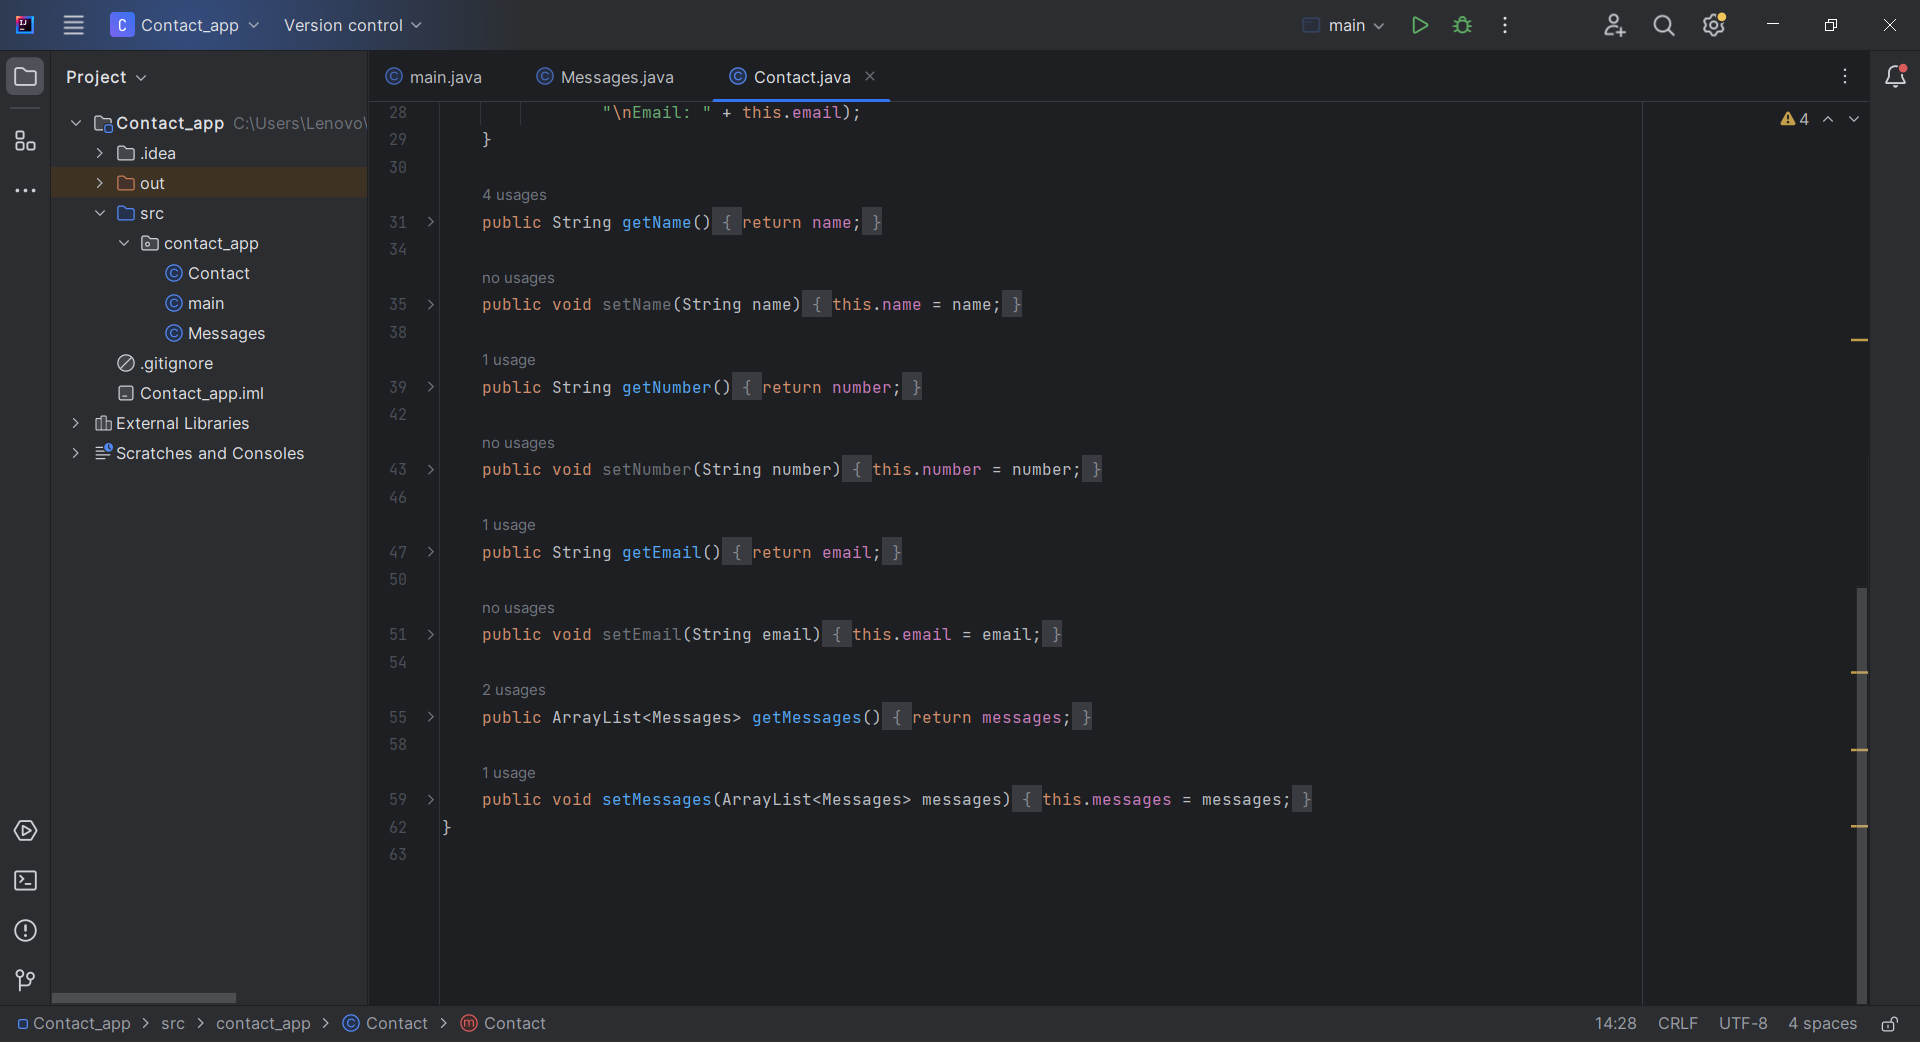 C Contact_app Version control main
Project
main.java Messages.java Contact.java
Contact_app C:\Users\Lenovo\
.idea
out
src
contact_app
Contact
main
Messages
.gitignore
Contact_app.iml
External Libraries
Scratches and Consoles
4
28 "\nEmail: " + this.email);
29 }
30
4 usages
31 public String getName() { return name; }
34
no usages
35 public void setName(String name) { this.name = name; }
38
1 usage
39 public String getNumber() { return number; }
42
no usages
43 public void setNumber(String number) { this.number = number; }
46
1 usage
47 public String getEmail() { return email; }
50
no usages
51 public void setEmail(String email) { this.email = email; }
54
2 usages
55 public ArrayList<Messages> getMessages() { return messages; }
58
1 usage
59 public void setMessages(ArrayList<Messages> messages) { this.messages = messages; }
62 }
63
Contact_app > src > contact_app > Contact > Contact
14:28 CRLF UTF-8 4 spaces